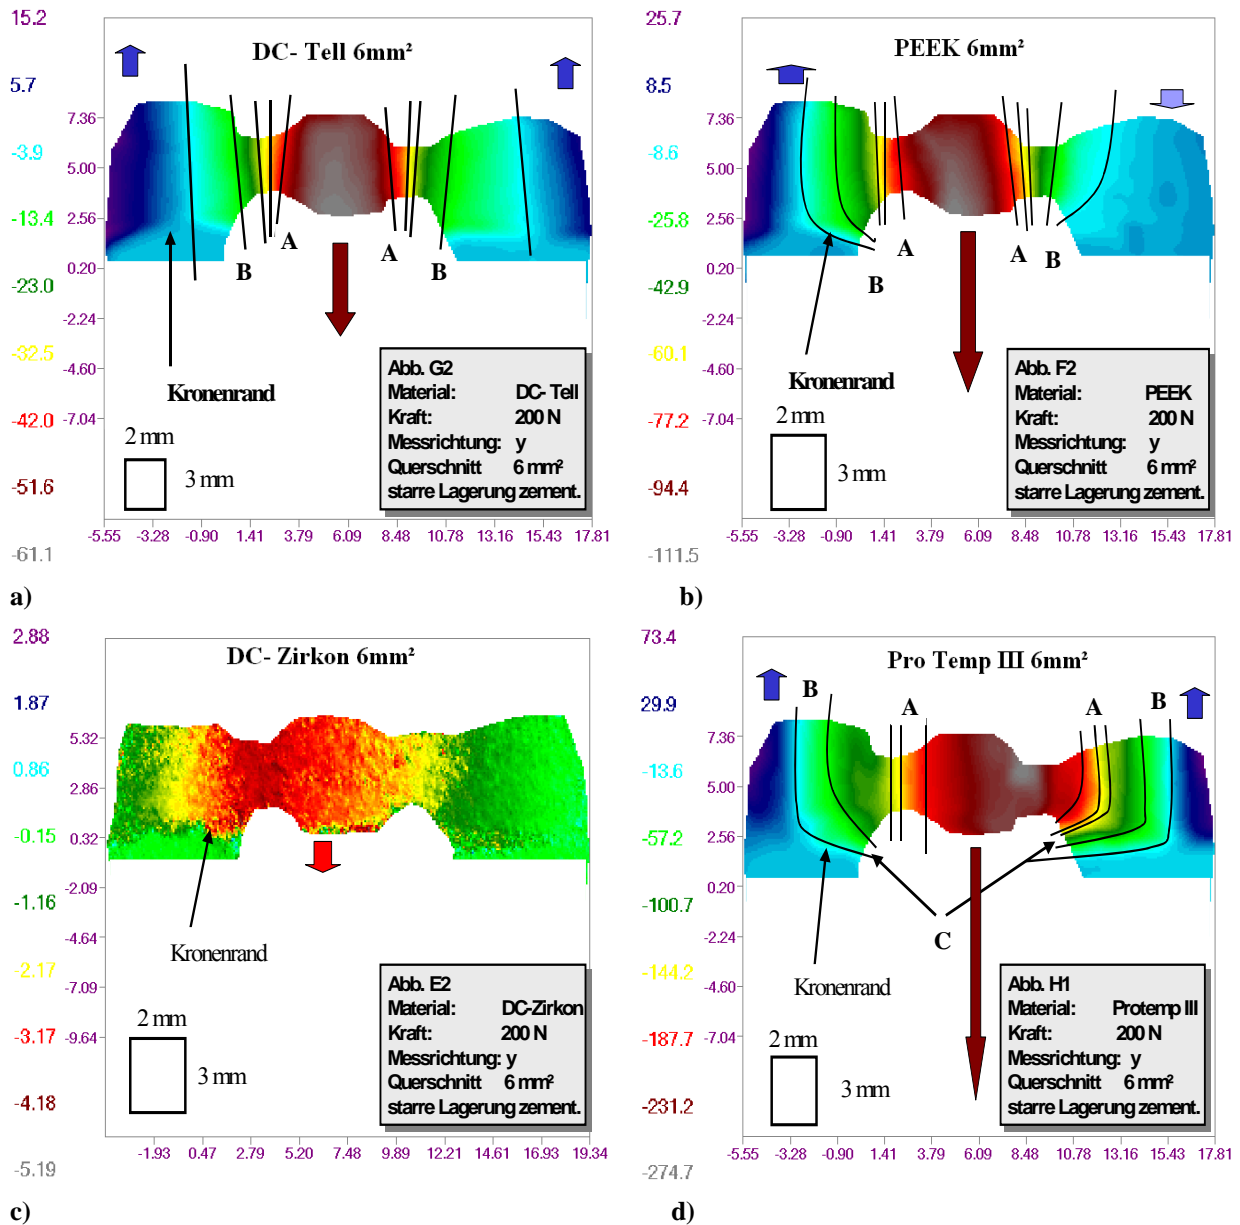 15.2
5.7
-3.9
-13.4
-23.0
-32.5
-42.0
-51.6
-61.1
DC- Tell 6mm²
7.36
5.00
2.56
0.20
-2.24
-4.60
-7.04
B
A
A
B
Kronenrand
2 mm
3 mm
Abb. G2
Material: DC- Tell
Kraft: 200 N
Messrichtung: y
Querschnitt 6 mm²
starre Lagerung zement.
-5.55 -3.28 -0.90 1.41 3.79 6.09 8.48 10.78 13.16 15.43 17.81
a)
25.7
8.5
-8.6
-25.8
-42.9
-60.1
-77.2
-94.4
-111.5
PEEK 6mm²
7.36
5.00
2.56
0.20
-2.24
-4.60
-7.04
A
B
A
B
Kronenrand
2 mm
3 mm
Abb. F2
Material: PEEK
Kraft: 200 N
Messrichtung: y
Querschnitt 6 mm²
starre Lagerung zement.
-5.55 -3.28 -0.90 1.41 3.79 6.09 8.48 10.78 13.16 15.43 17.81
b)
2.88
1.87
0.86
-0.15
-1.16
-2.17
-3.17
-4.18
-5.19
DC- Zirkon 6mm²
5.32
2.86
0.32
-2.09
-4.64
-7.09
-9.64
Kronenrand
2 mm
3 mm
Abb. E2
Material: DC-Zirkon
Kraft: 200 N
Messrichtung: y
Querschnitt 6 mm²
starre Lagerung zement.
-1.93 0.47 2.79 5.20 7.48 9.89 12.21 14.61 16.93 19.34
c)
73.4
29.9
-13.6
-57.2
-100.7
-144.2
-187.7
-231.2
-274.7
Pro Temp III 6mm²
7.36
5.00
2.56
0.20
-2.24
-4.60
-7.04
B
A
A
B
C
Kronenrand
2 mm
3 mm
Abb. H1
Material: Protemp III
Kraft: 200 N
Messrichtung: y
Querschnitt 6 mm²
starre Lagerung zement.
-5.55 -3.28 -0.90 1.41 3.79 6.09 8.48 10.78 13.16 15.43 17.81
d)